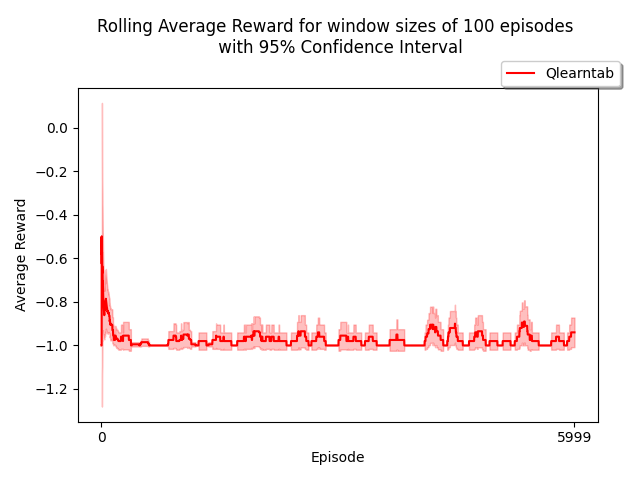 Rolling Average Reward for window sizes of 100 episodes
with 95% Confidence Interval
Qlearntab
0.0
−0.2
−0.4
−0.6
−0.8
−1.0
−1.2
Average Reward
0
5999
Episode